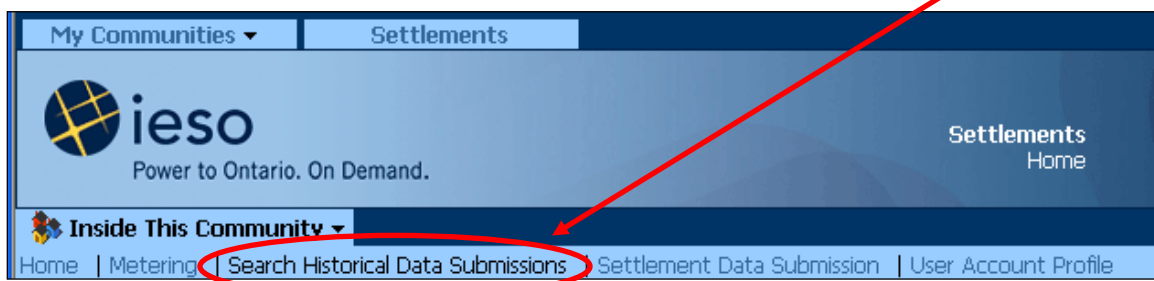 My Communities ▾ Settlements
ieso
Power to Ontario. On Demand.
Settlements
Home
Inside This Community ▾
Home | Metering | Search Historical Data Submissions | Settlement Data Submission | User Account Profile